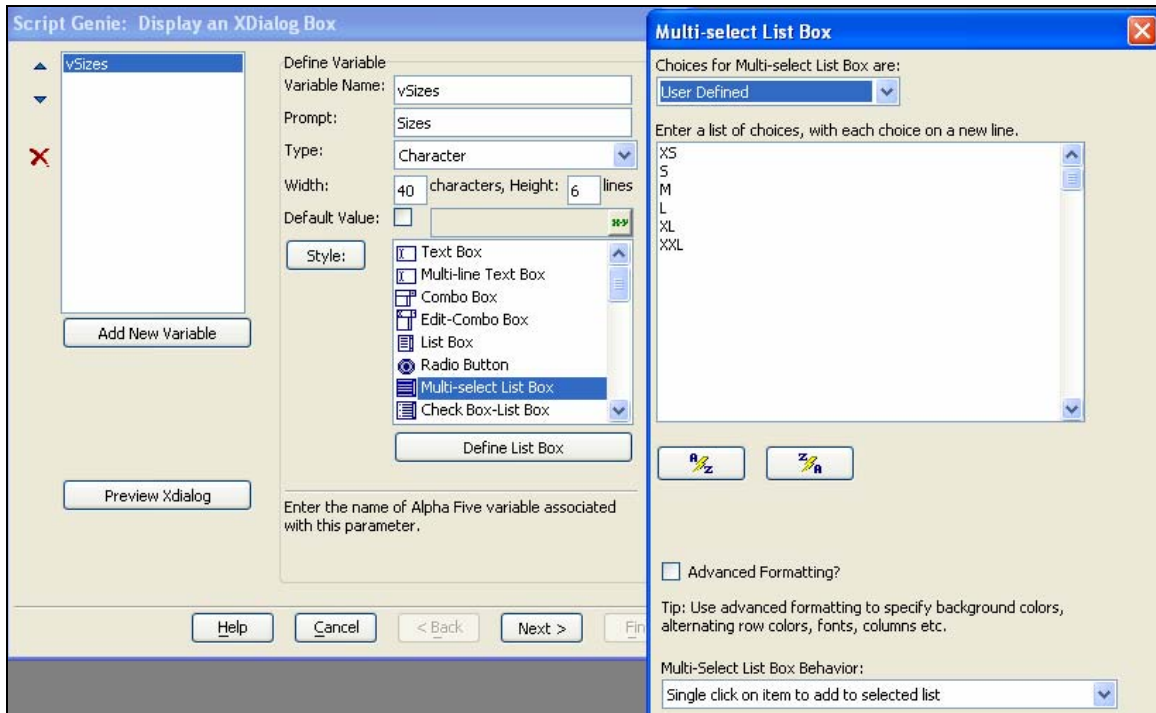 Script Genie: Display an XDialog Box
vSizes
Add New Variable
Preview Xdialog
Define Variable
Variable Name: vSizes
Prompt: Sizes
Type: Character
Width: 40 characters, Height: 6 lines
Default Value: x-y
Style:
Text Box
Multi-line Text Box
Combo Box
Edit-Combo Box
List Box
Radio Button
Multi-select List Box
Check Box-List Box
Define List Box
Enter the name of Alpha Five variable associated
with this parameter.
Help Cancel < Back Next > Fin
Multi-select List Box
Choices for Multi-select List Box are:
User Defined
Enter a list of choices, with each choice on a new line.
XS
S
M
L
XL
XXL
A Z Z A
Advanced Formatting?
Tip: Use advanced formatting to specify background colors,
alternating row colors, fonts, columns etc.
Multi-Select List Box Behavior:
Single click on item to add to selected list